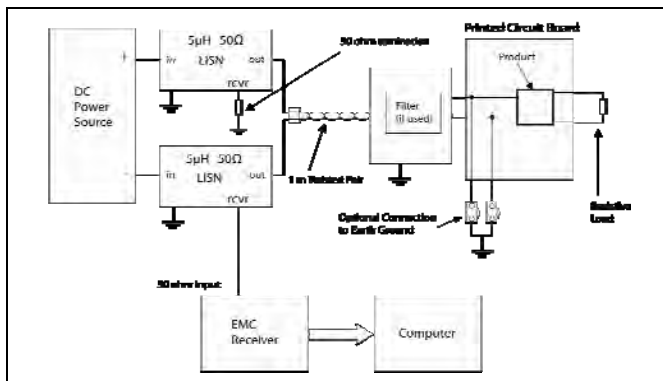 Printed Circuit Board
50 ohm termination
5µH 50Ω
in LISN out
rcvr
+
DC
Power
Source
Product
Filter
(if used)
1 m Twisted Pair
5µH 50Ω
-
in LISN out
rcvr
Optional Connection
to Earth Ground
Resistive
Load
50 ohm input
EMC
Receiver
Computer